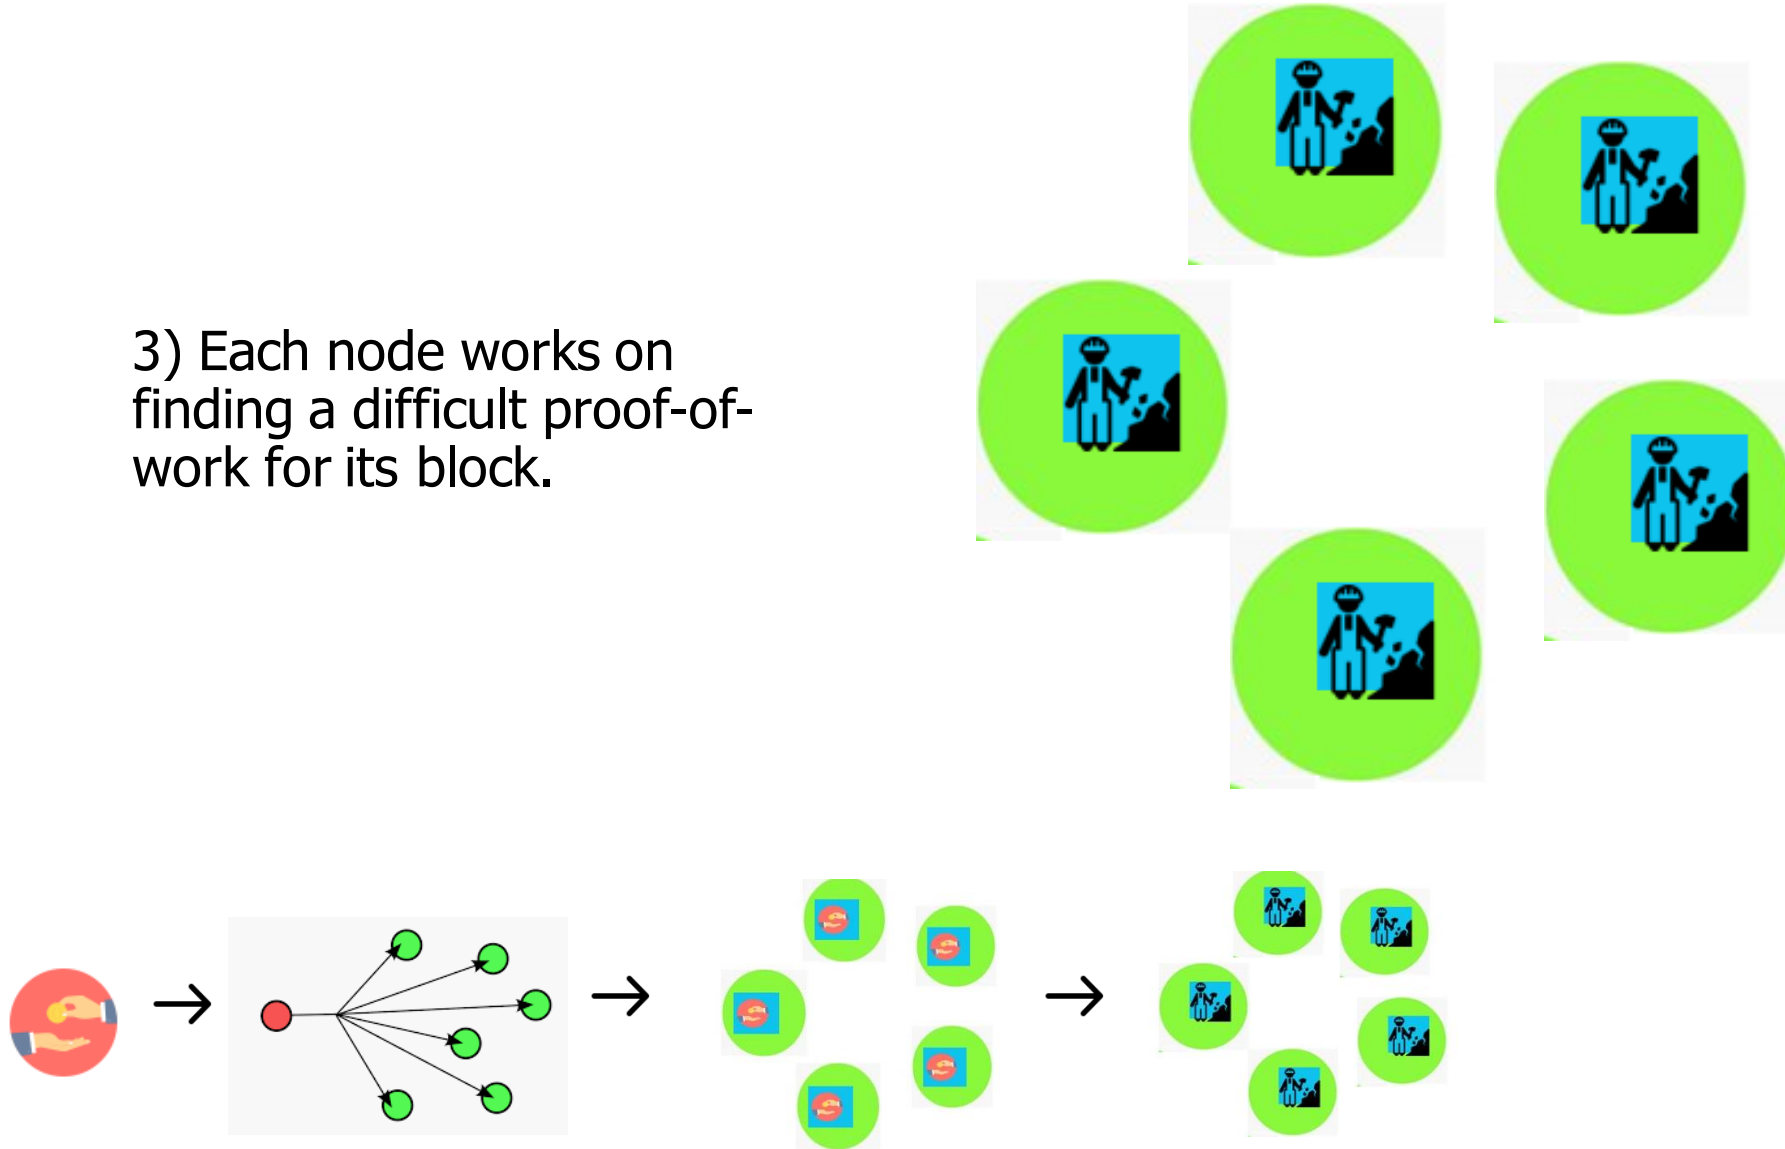 3) Each node works on
finding a difficult proof-of-
work for its block.